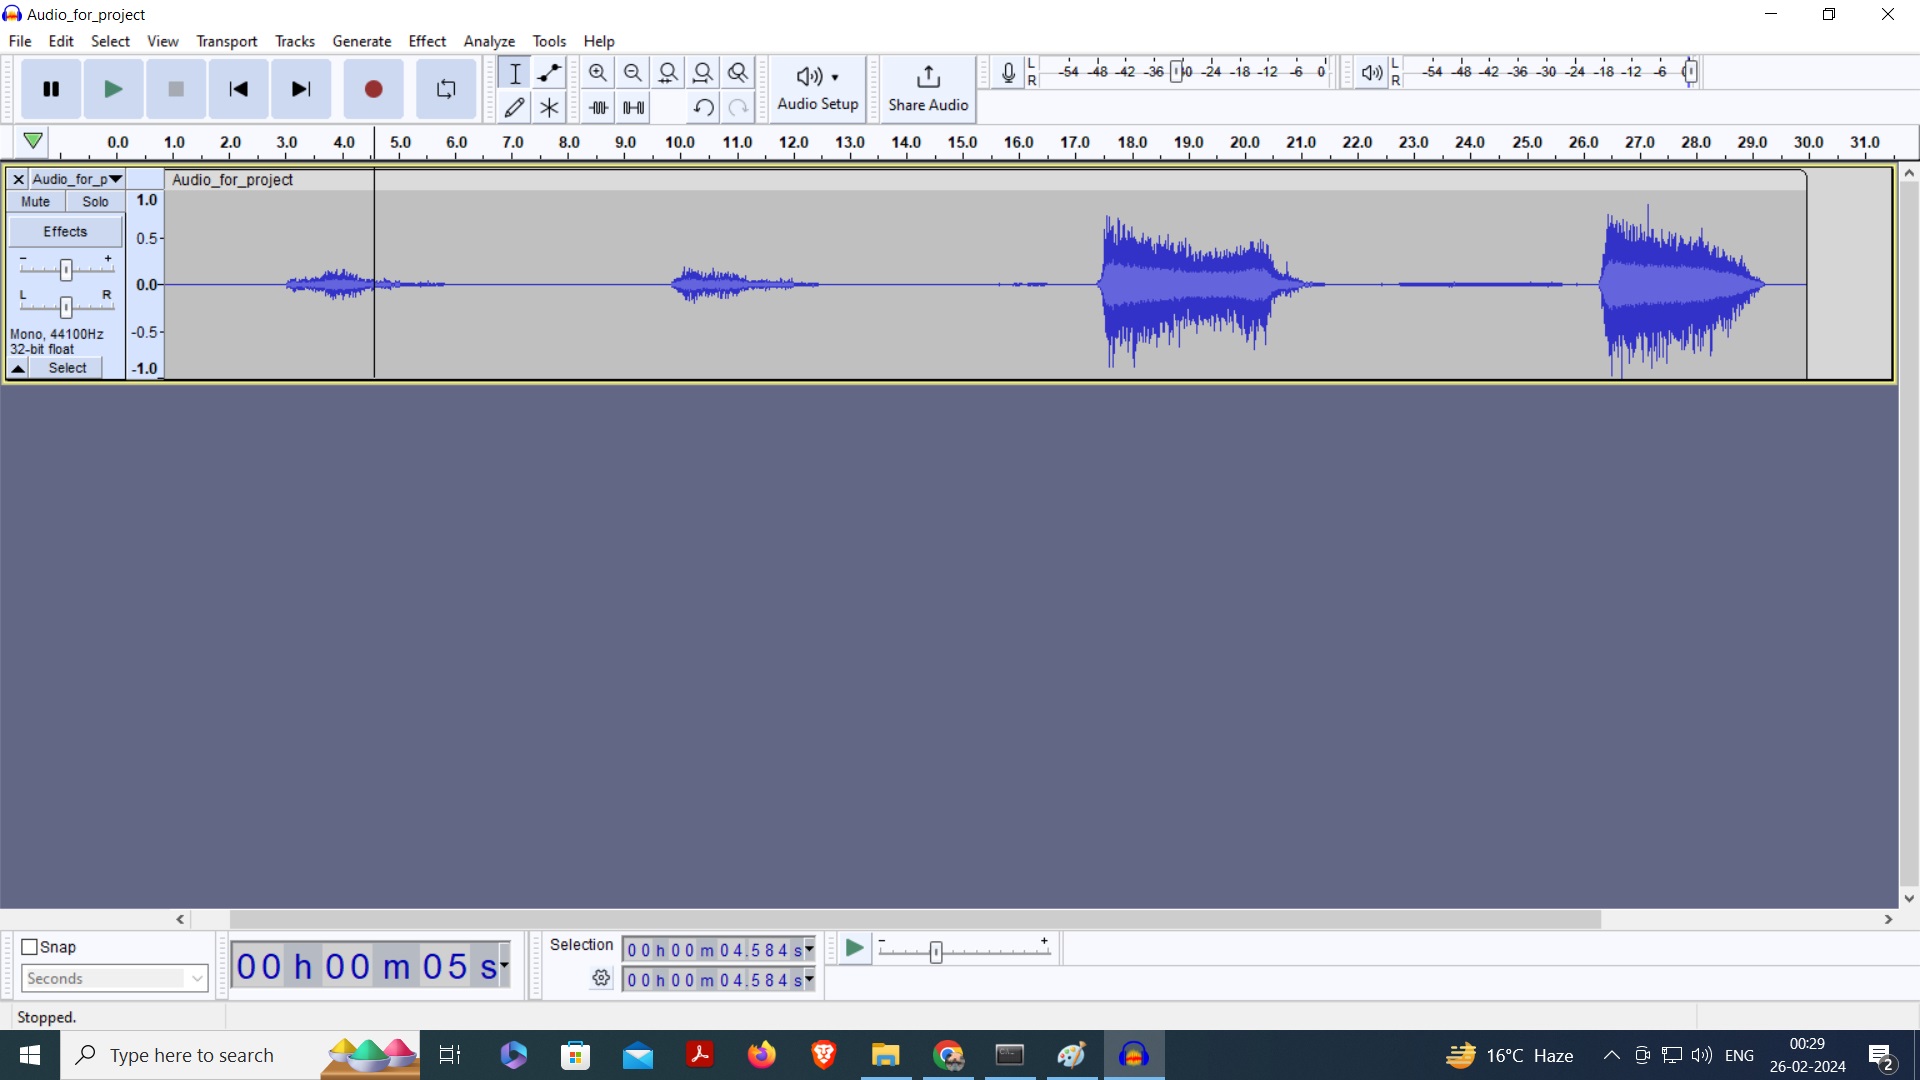 Audio_for_project
File Edit Select View Transport Tracks Generate Effect Analyze Tools Help
Audio Setup
Share Audio
L R -54 -48 -42 -36 -30 -24 -18 -12 -6 0
L R -54 -48 -42 -36 -30 -24 -18 -12 -6 0
0.0 1.0 2.0 3.0 4.0 5.0 6.0 7.0 8.0 9.0 10.0 11.0 12.0 13.0 14.0 15.0 16.0 17.0 18.0 19.0 20.0 21.0 22.0 23.0 24.0 25.0 26.0 27.0 28.0 29.0 30.0 31.0
Audio_for_p
Audio_for_project
Mute Solo
Effects
- +
L R
Mono, 44100Hz
32-bit float
Select
1.0
0.5
0.0
-0.5
-1.0
Snap
Seconds
00 h 00 m 05 s
Selection
00 h 00 m 04.584 s
00 h 00 m 04.584 s
- +
Stopped.
Type here to search
16°C Haze
ENG
00:29
26-02-2024
2